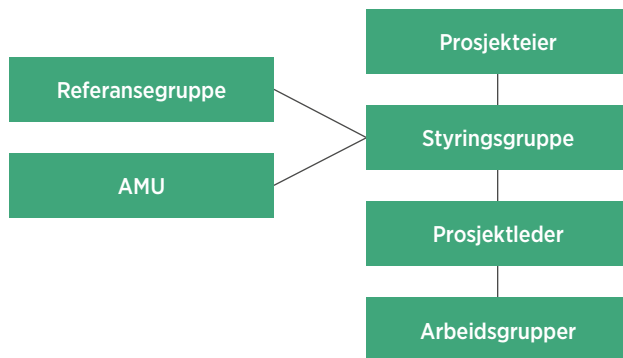 Prosjekteier
Referansegruppe
Styringsgruppe
AMU
Prosjektleder
Arbeidsgrupper